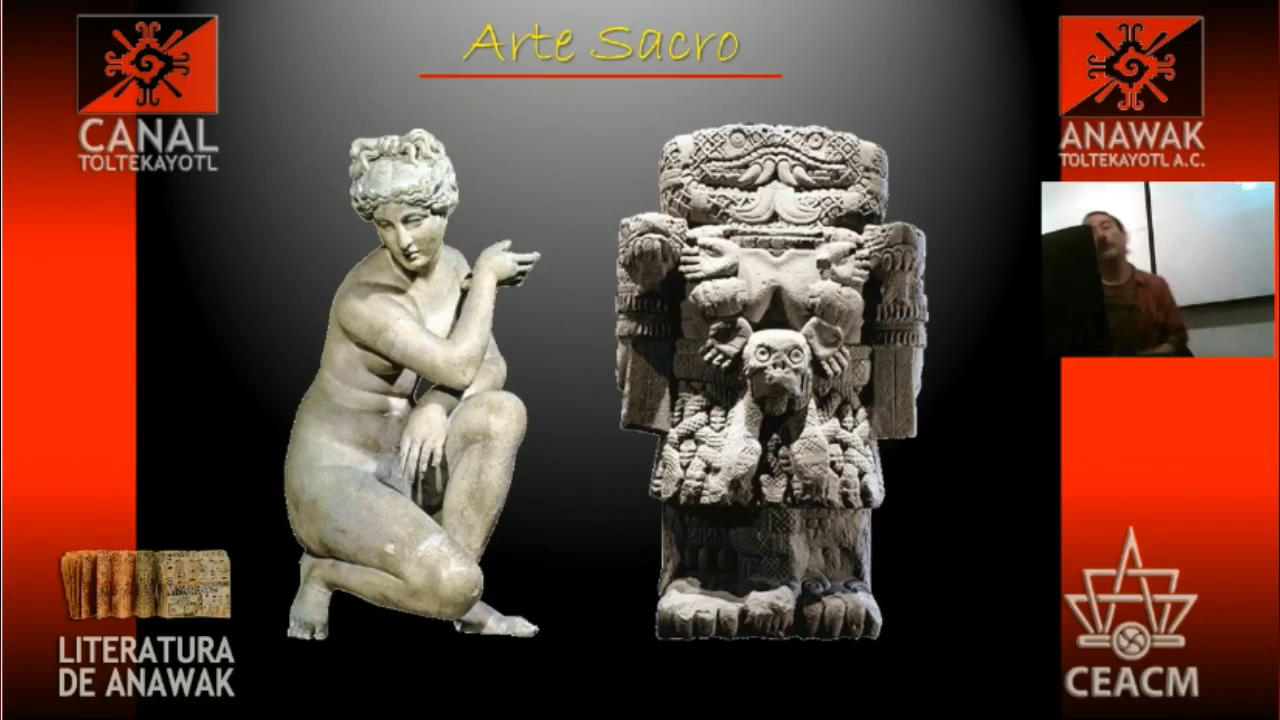 Arte Sacro
CANAL
TOLTEKAYOTL
ANAWAK
TOLTEKAYOTL A.C.
LITERATURA
DE ANAWAK
CEACM